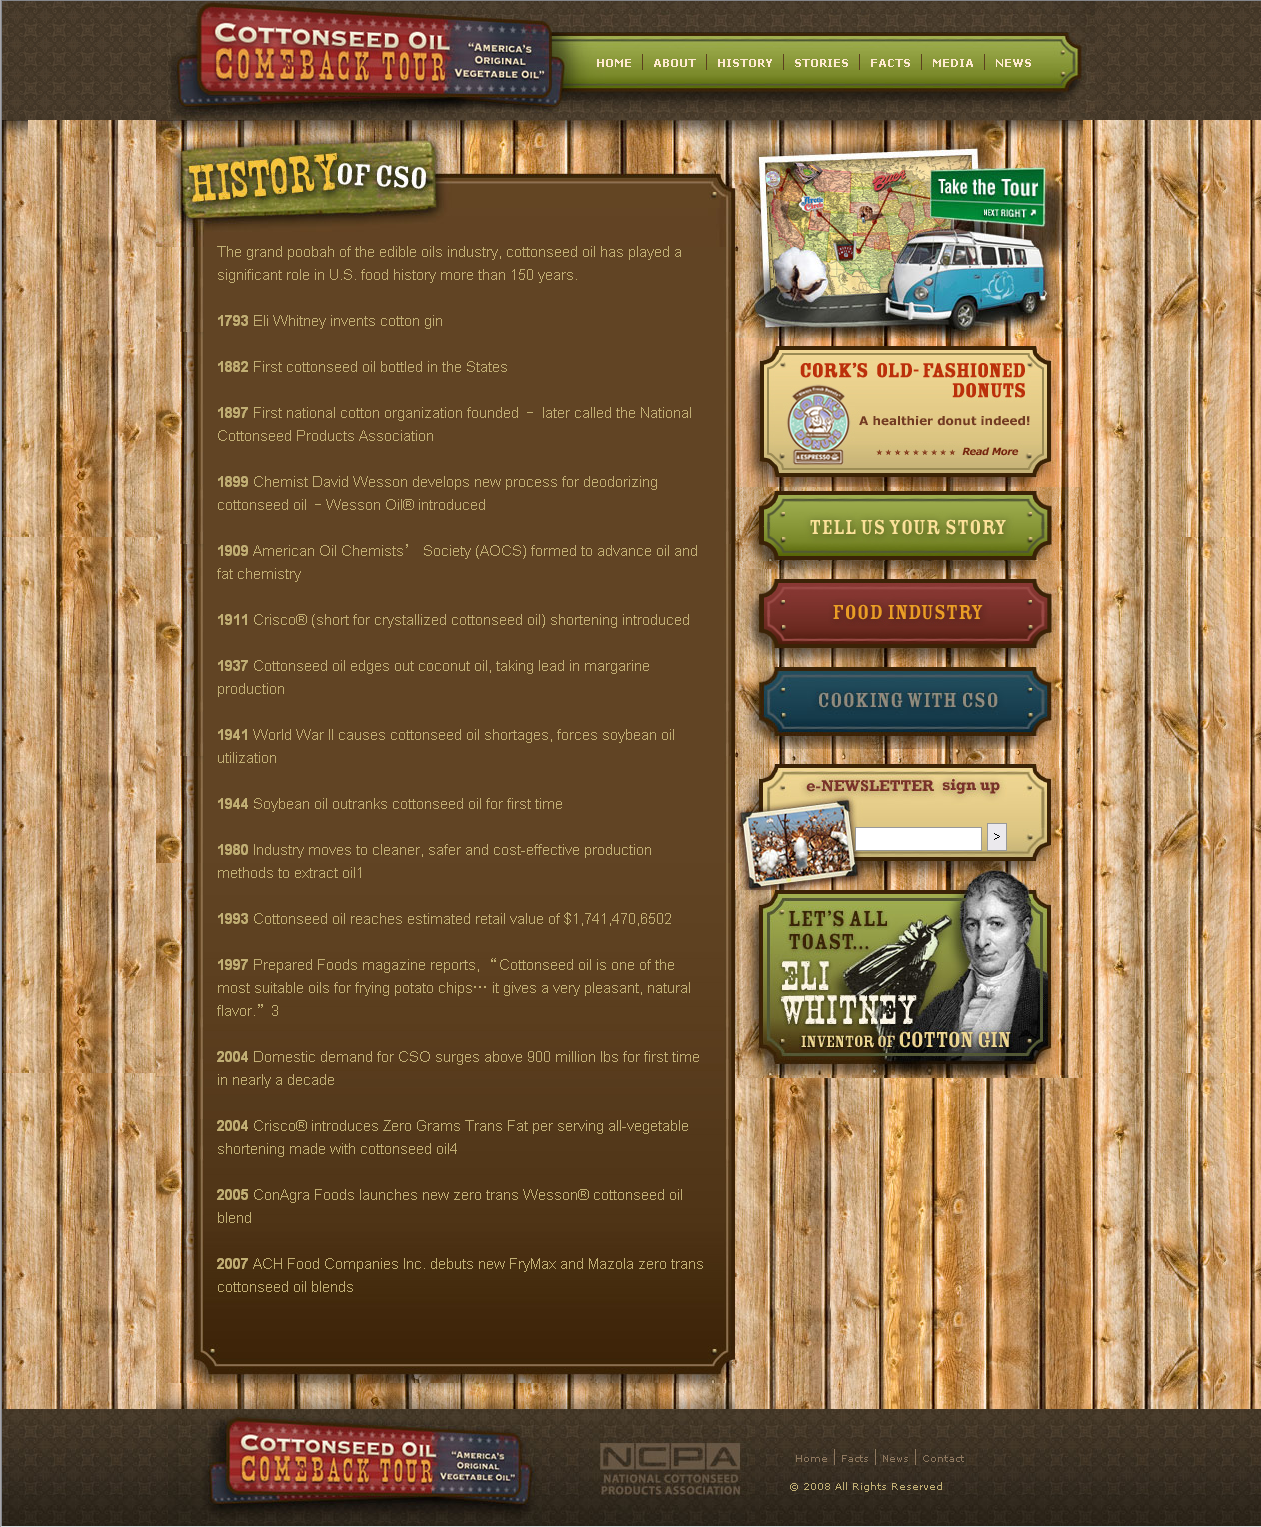 COTTONSEED OIL
COMEBACK TOUR
"AMERICA'S
ORIGINAL
VEGETABLE OIL"
HOME
ABOUT
HISTORY
STORIES
FACTS
MEDIA
NEWS
HISTORY OF CSO
The grand poobah of the edible oils industry, cottonseed oil has played a
significant role in U.S. food history more than 150 years.
1793 Eli Whitney invents cotton gin
1882 First cottonseed oil bottled in the States
1897 First national cotton organization founded – later called the National
Cottonseed Products Association
1899 Chemist David Wesson develops new process for deodorizing
cottonseed oil – Wesson Oil® introduced
1909 American Oil Chemists’ Society (AOCS) formed to advance oil and
fat chemistry
1911 Crisco® (short for crystallized cottonseed oil) shortening introduced
1937 Cottonseed oil edges out coconut oil, taking lead in margarine
production
1941 World War II causes cottonseed oil shortages, forces soybean oil
utilization
1944 Soybean oil outranks cottonseed oil for first time
1980 Industry moves to cleaner, safer and cost-effective production
methods to extract oil1
1993 Cottonseed oil reaches estimated retail value of $1,741,470,6502
1997 Prepared Foods magazine reports, “Cottonseed oil is one of the
most suitable oils for frying potato chips… it gives a very pleasant, natural
flavor.” 3
2004 Domestic demand for CSO surges above 900 million lbs for first time
in nearly a decade
2004 Crisco® introduces Zero Grams Trans Fat per serving all-vegetable
shortening made with cottonseed oil4
2005 ConAgra Foods launches new zero trans Wesson® cottonseed oil
blend
2007 ACH Food Companies Inc. debuts new FryMax and Mazola zero trans
cottonseed oil blends
Take the Tour
NEXT RIGHT
CORK'S OLD-FASHIONED
DONUTS
CORK'S
DONUTS
& ESPRESSO
A healthier donut indeed!
Read More
TELL US YOUR STORY
FOOD INDUSTRY
COOKING WITH CSO
e-NEWSLETTER sign up
>
LET'S ALL
TOAST...
ELI
WHITNEY
INVENTOR OF COTTON GIN
COTTONSEED OIL
COMEBACK TOUR
"AMERICA'S
ORIGINAL
VEGETABLE OIL"
NCPA
NATIONAL COTTONSEED
PRODUCTS ASSOCIATION
Home
Facts
News
Contact
© 2008 All Rights Reserved